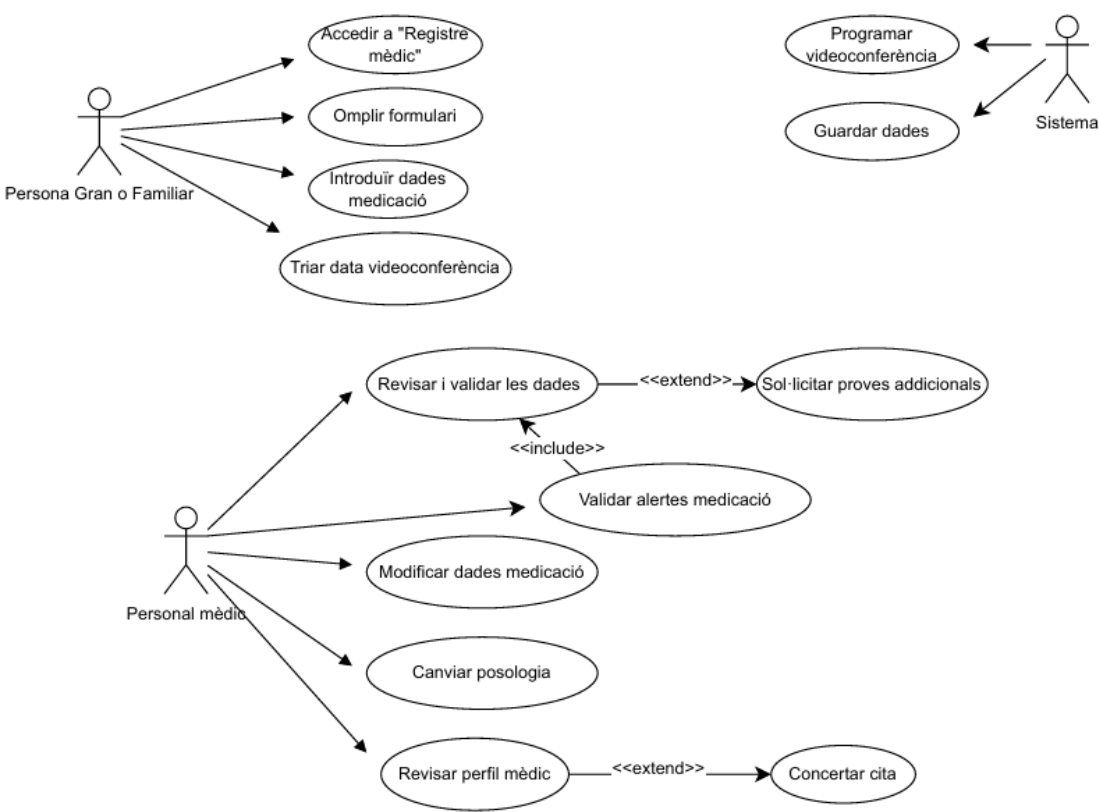 Accedir a "Registre
mèdic"
Omplir formulari
Introduïr dades
medicació
Triar data videoconferència
Persona Gran o Familiar
Programar
videoconferència
Guardar dades
Sistema
Revisar i validar les dades
<<extend>>
Sol·licitar proves addicionals
<<include>>
Validar alertes medicació
Modificar dades medicació
Personal mèdic
Canviar posologia
Revisar perfil mèdic
<<extend>>
Concertar cita